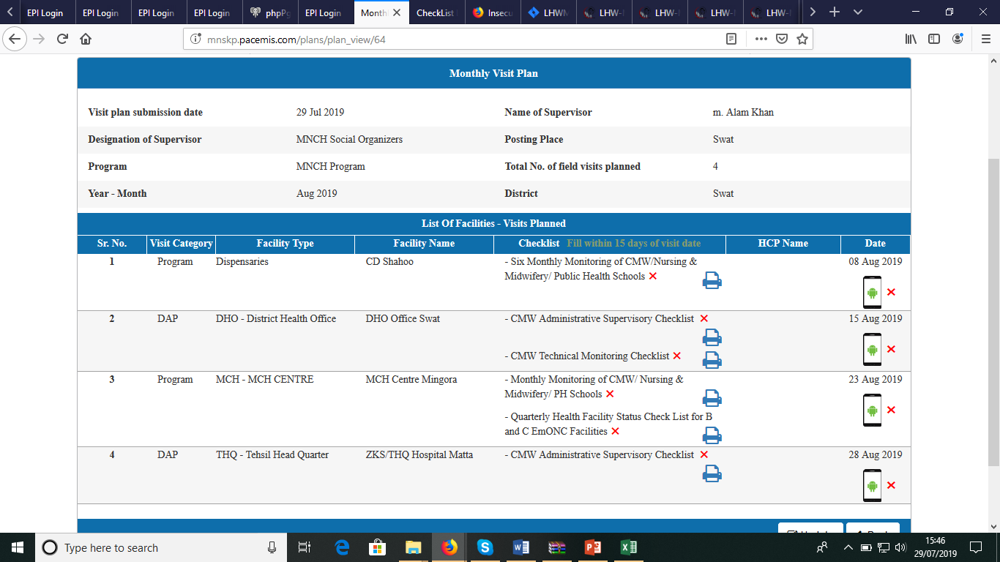 EPI Login EPI Login EPI Login EPI Login phpPg EPI Login Month CheckList Insecu LHWM LHW- LHW- LHW- LHW-
mnskp.pacemis.com/plans/plan_view/64
Monthly Visit Plan
Visit plan submission date 29 Jul 2019 Name of Supervisor m. Alam Khan
Designation of Supervisor MNCH Social Organizers Posting Place Swat
Program MNCH Program Total No. of field visits planned 4
Year - Month Aug 2019 District Swat
List Of Facilities - Visits Planned
Sr. No. Visit Category Facility Type Facility Name Checklist Fill within 15 days of visit date HCP Name Date
1 Program Dispensaries CD Shahoo - Six Monthly Monitoring of CMW/Nursing & 08 Aug 2019
Midwifery/ Public Health Schools
2 DAP DHO - District Health Office DHO Office Swat - CMW Administrative Supervisory Checklist 15 Aug 2019
- CMW Technical Monitoring Checklist
3 Program MCH - MCH CENTRE MCH Centre Mingora - Monthly Monitoring of CMW/ Nursing & 23 Aug 2019
Midwifery/ PH Schools
- Quarterly Health Facility Status Check List for B
and C EmONC Facilities
4 DAP THQ - Tehsil Head Quarter ZKS/THQ Hospital Matta - CMW Administrative Supervisory Checklist 28 Aug 2019
Type here to search
15:46
29/07/2019